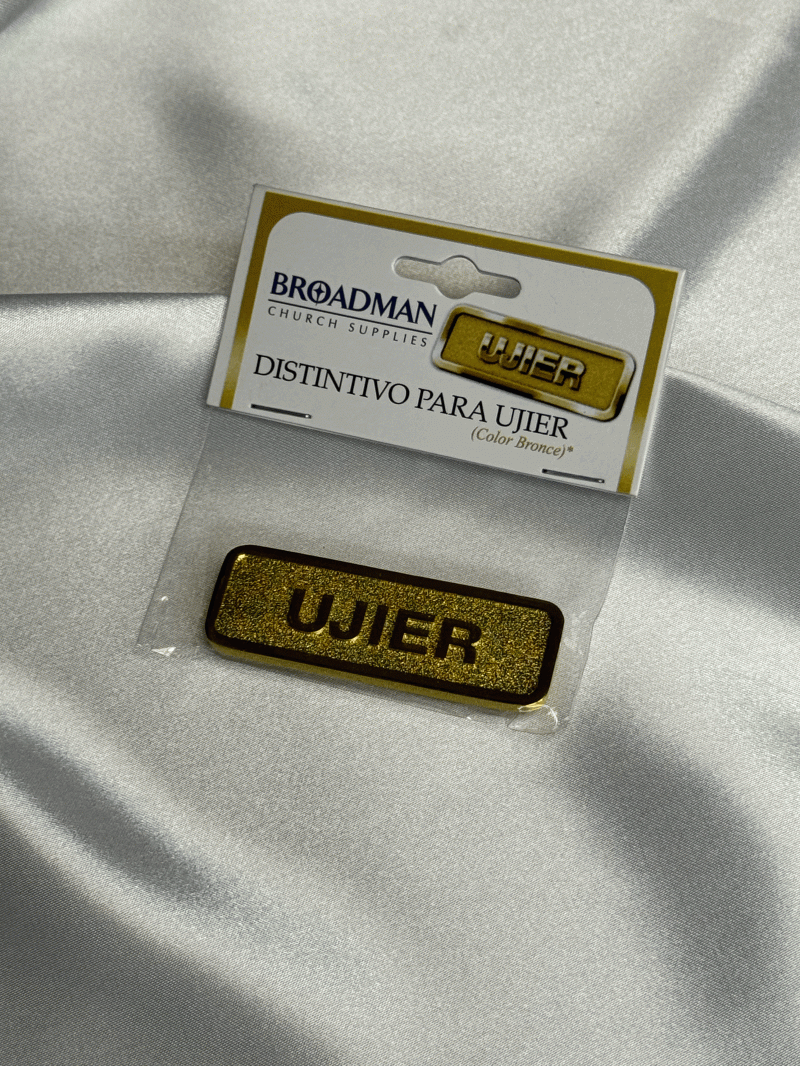 BROADMAN
CHURCH SUPPLIES
UJIER
DISTINTIVO PARA UJIER
(Color Bronce)*
UJIER